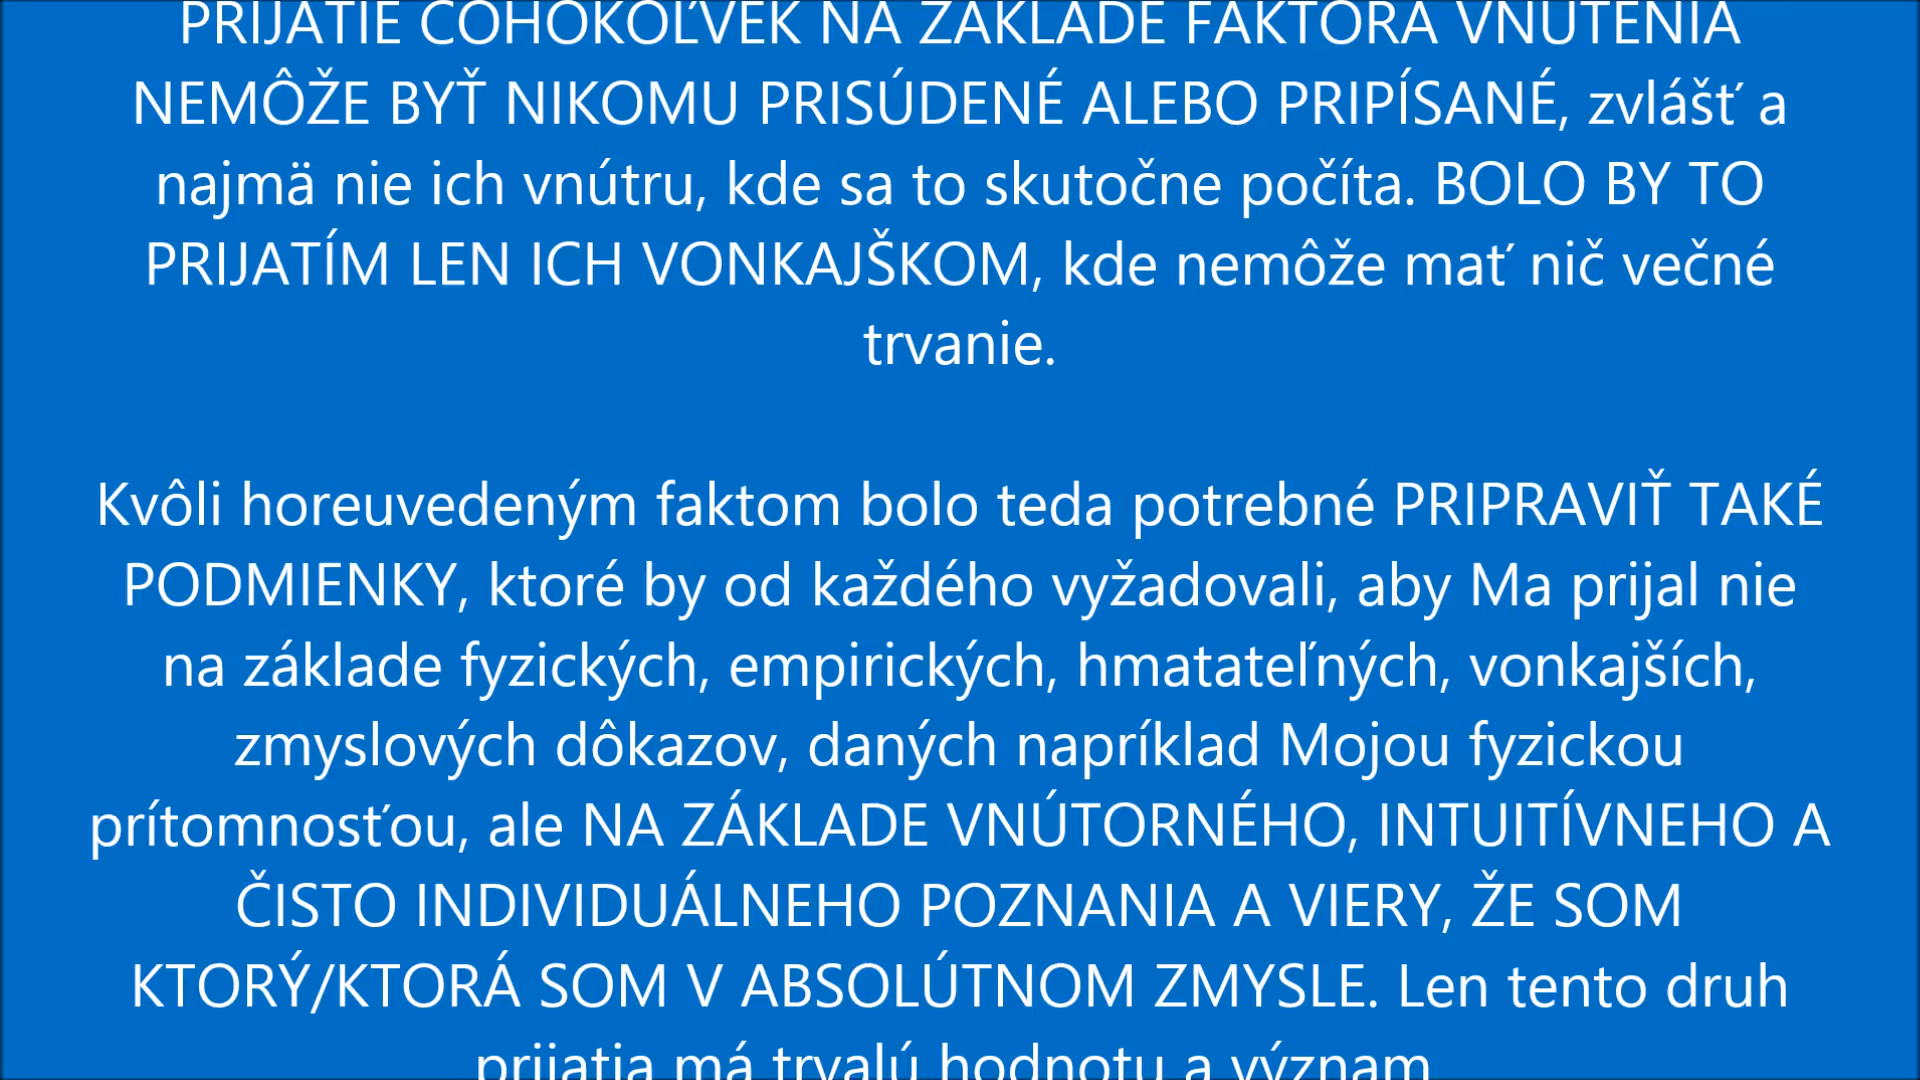 PRIJATIE ČOHOKOĽVEK NA ZÁKLADE FAKTORA VNÚTENIA
NEMÔŽE BYŤ NIKOMU PRISÚDENÉ ALEBO PRIPÍSANÉ, zvlášť a
najmä nie ich vnútru, kde sa to skutočne počíta. BOLO BY TO
PRIJATÍM LEN ICH VONKAJŠKOM, kde nemôže mať nič večné
trvanie.
Kvôli horeuvedeným faktom bolo teda potrebné PRIPRAVIŤ TAKÉ
PODMIENKY, ktoré by od každého vyžadovali, aby Ma prijal nie
na základe fyzických, empirických, hmatateľných, vonkajších,
zmyslových dôkazov, daných napríklad Mojou fyzickou
prítomnosťou, ale NA ZÁKLADE VNÚTORNÉHO, INTUITÍVNEHO A
ČISTO INDIVIDUÁLNEHO POZNANIA A VIERY, ŽE SOM
KTORÝ/KTORÁ SOM V ABSOLÚTNOM ZMYSLE. Len tento druh
prijatia má trvalú hodnotu a význam